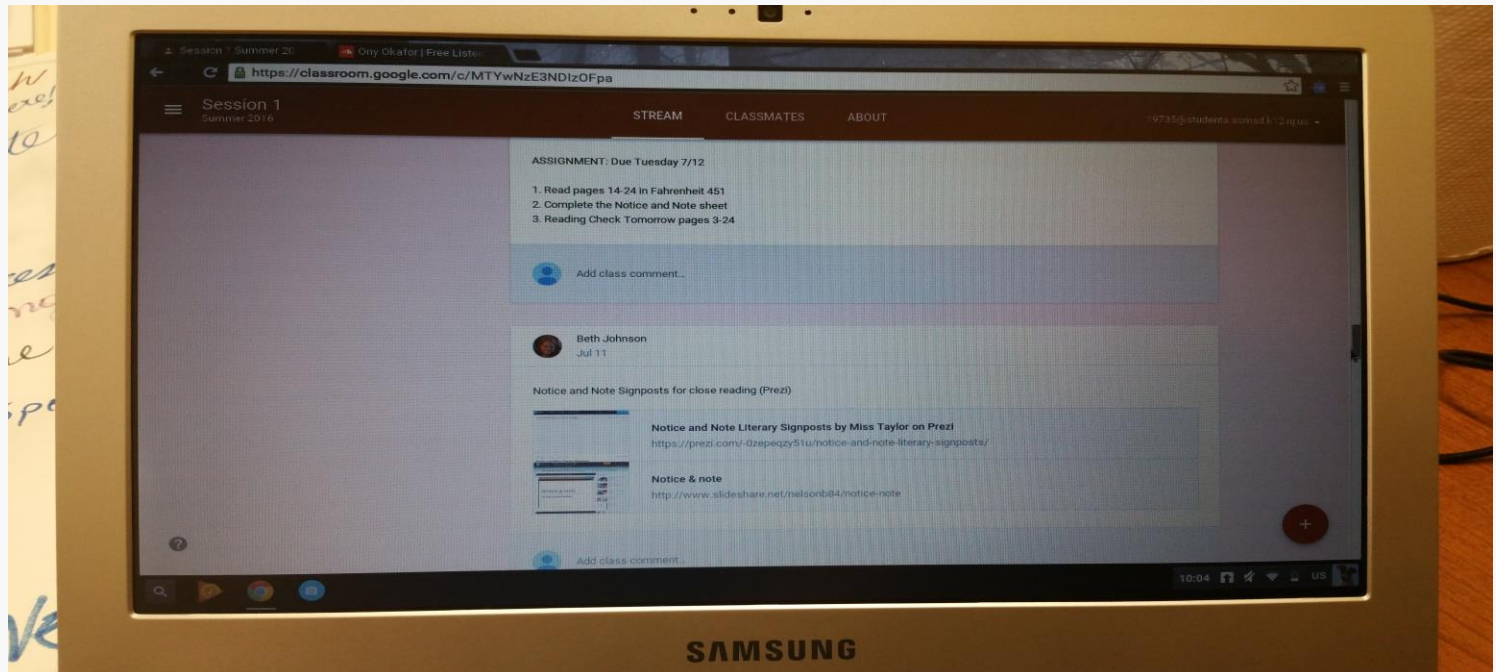 Session 1 Summer 20
Ony Okafor | Free Listen
https://classroom.google.com/c/MTYwNzE3NDIzOFpa
Session 1
Summer 2016
STREAM CLASSMATES ABOUT
ASSIGNMENT: Due Tuesday 7/12
1. Read pages 14-24 in Fahrenheit 451
2. Complete the Notice and Note sheet
3. Reading Check Tomorrow pages 3-24
Add class comment...
Beth Johnson
Jul 11
Notice and Note Signposts for close reading (Prezi)
Notice and Note Literary Signposts by Miss Taylor on Prezi
https://prezi.com/-0zepeqzy51u/notice-and-note-literary-signposts/
Notice & note
http://www.slideshare.net/nelsonb84/notice-note
Add class comment...
10:04 US
SAMSUNG